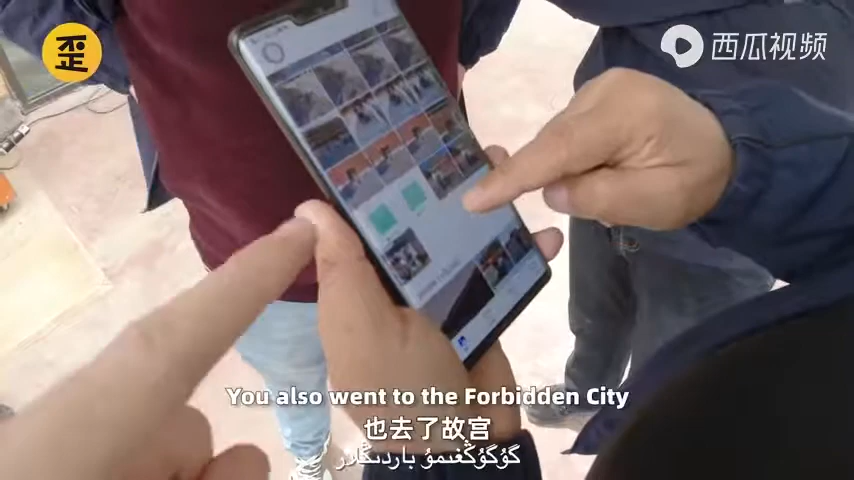 歪
西瓜视频
You also went to the Forbidden City
也去了故宫
گۇگۇڭغىمۇ باردىڭلار